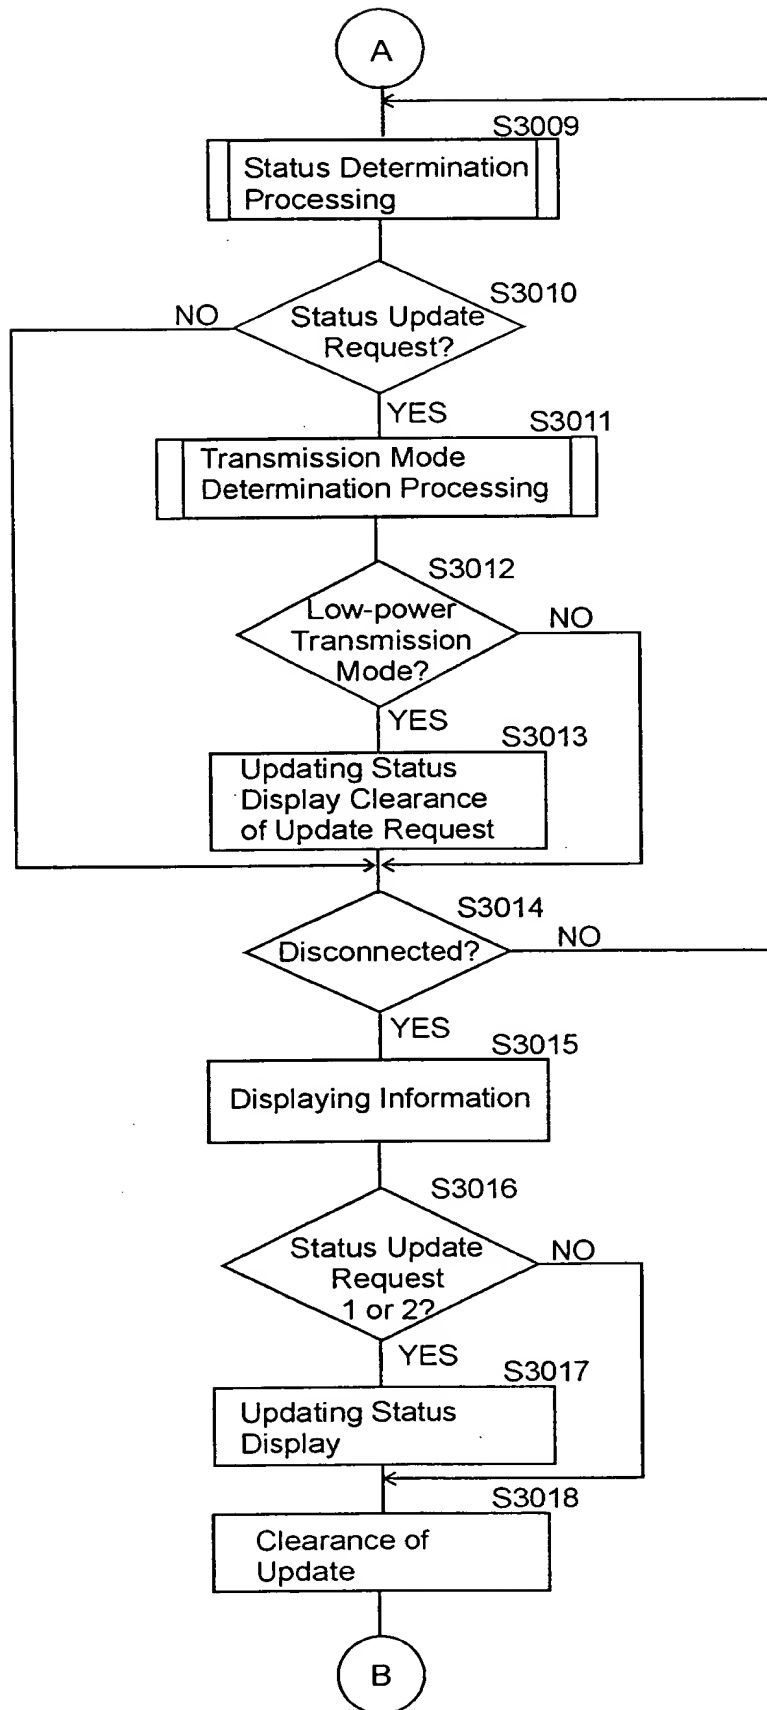 A
S3009
Status Determination
Processing
S3010
NO
Status Update
Request?
YES
S3011
Transmission Mode
Determination Processing
S3012
Low-power
Transmission
Mode?
NO
YES
S3013
Updating Status
Display Clearance
of Update Request
S3014
Disconnected?
NO
YES
S3015
Displaying Information
S3016
Status Update
Request
1 or 2?
NO
YES
S3017
Updating Status
Display
S3018
Clearance of
Update
B